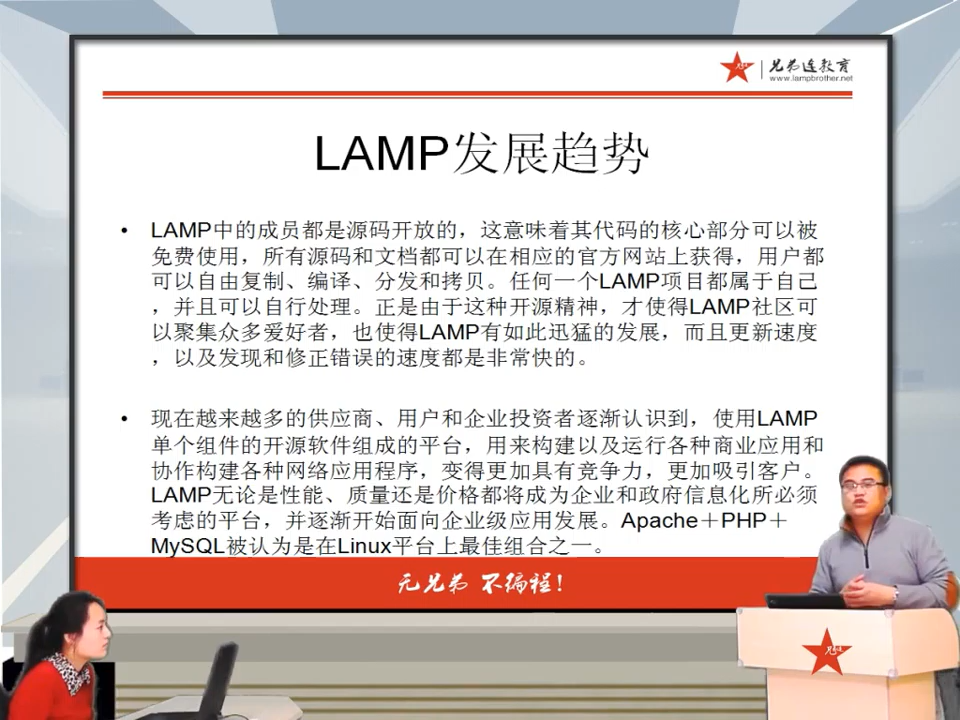 兄弟连教育
www.lampbrother.net
LAMP发展趋势
• LAMP中的成员都是源码开放的，这意味着其代码的核心部分可以被
免费使用，所有源码和文档都可以在相应的官方网站上获得，用户都
可以自由复制、编译、分发和拷贝。任何一个LAMP项目都属于自己
，并且可以自行处理。正是由于这种开源精神，才使得LAMP社区可
以聚集众多爱好者，也使得LAMP有如此迅猛的发展，而且更新速度
，以及发现和修正错误的速度都是非常快的。
• 现在越来越多的供应商、用户和企业投资者逐渐认识到，使用LAMP
单个组件的开源软件组成的平台，用来构建以及运行各种商业应用和
协作构建各种网络应用程序，变得更加具有竞争力，更加吸引客户。
LAMP无论是性能、质量还是价格都将成为企业和政府信息化所必须
考虑的平台，并逐渐开始面向企业级应用发展。Apache＋PHP＋
MySQL被认为是在Linux平台上最佳组合之一。
无兄弟 不编程！